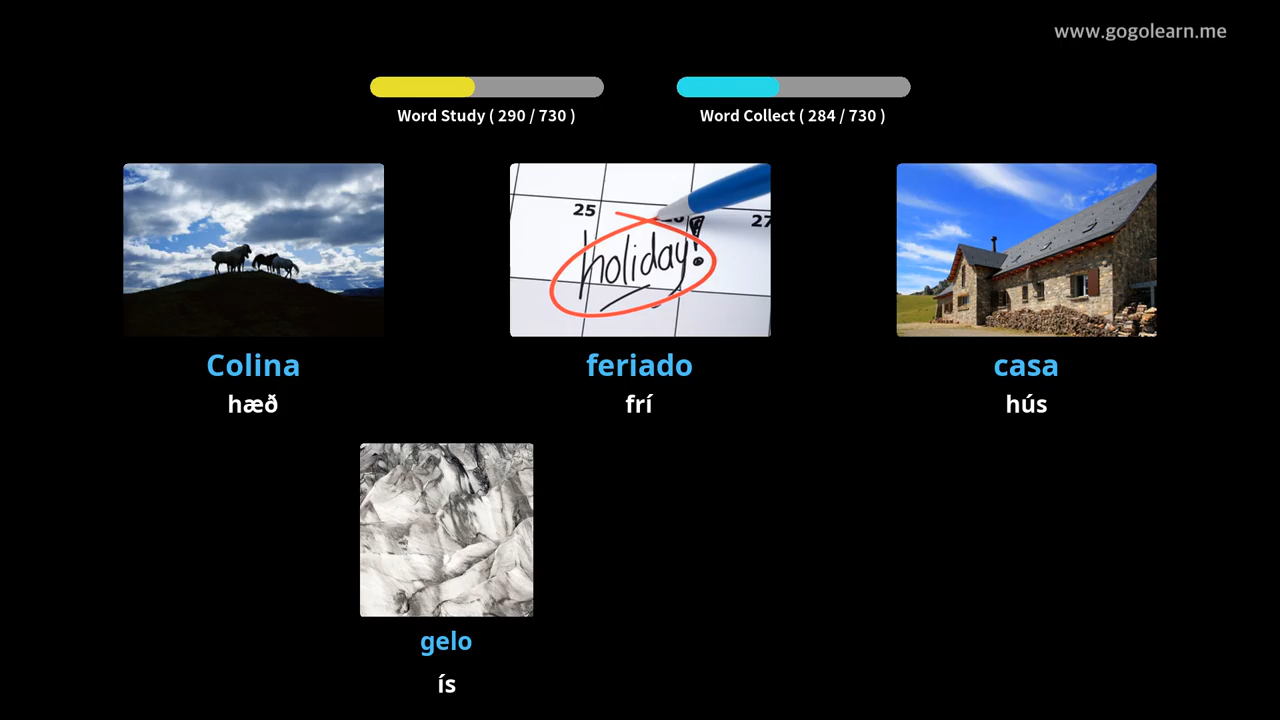 www.gogolearn.me
Word Study ( 290 / 730 )
Word Collect ( 284 / 730 )
25
27
holiday!
Colina
feriado
casa
hæð
frí
hús
gelo
ís